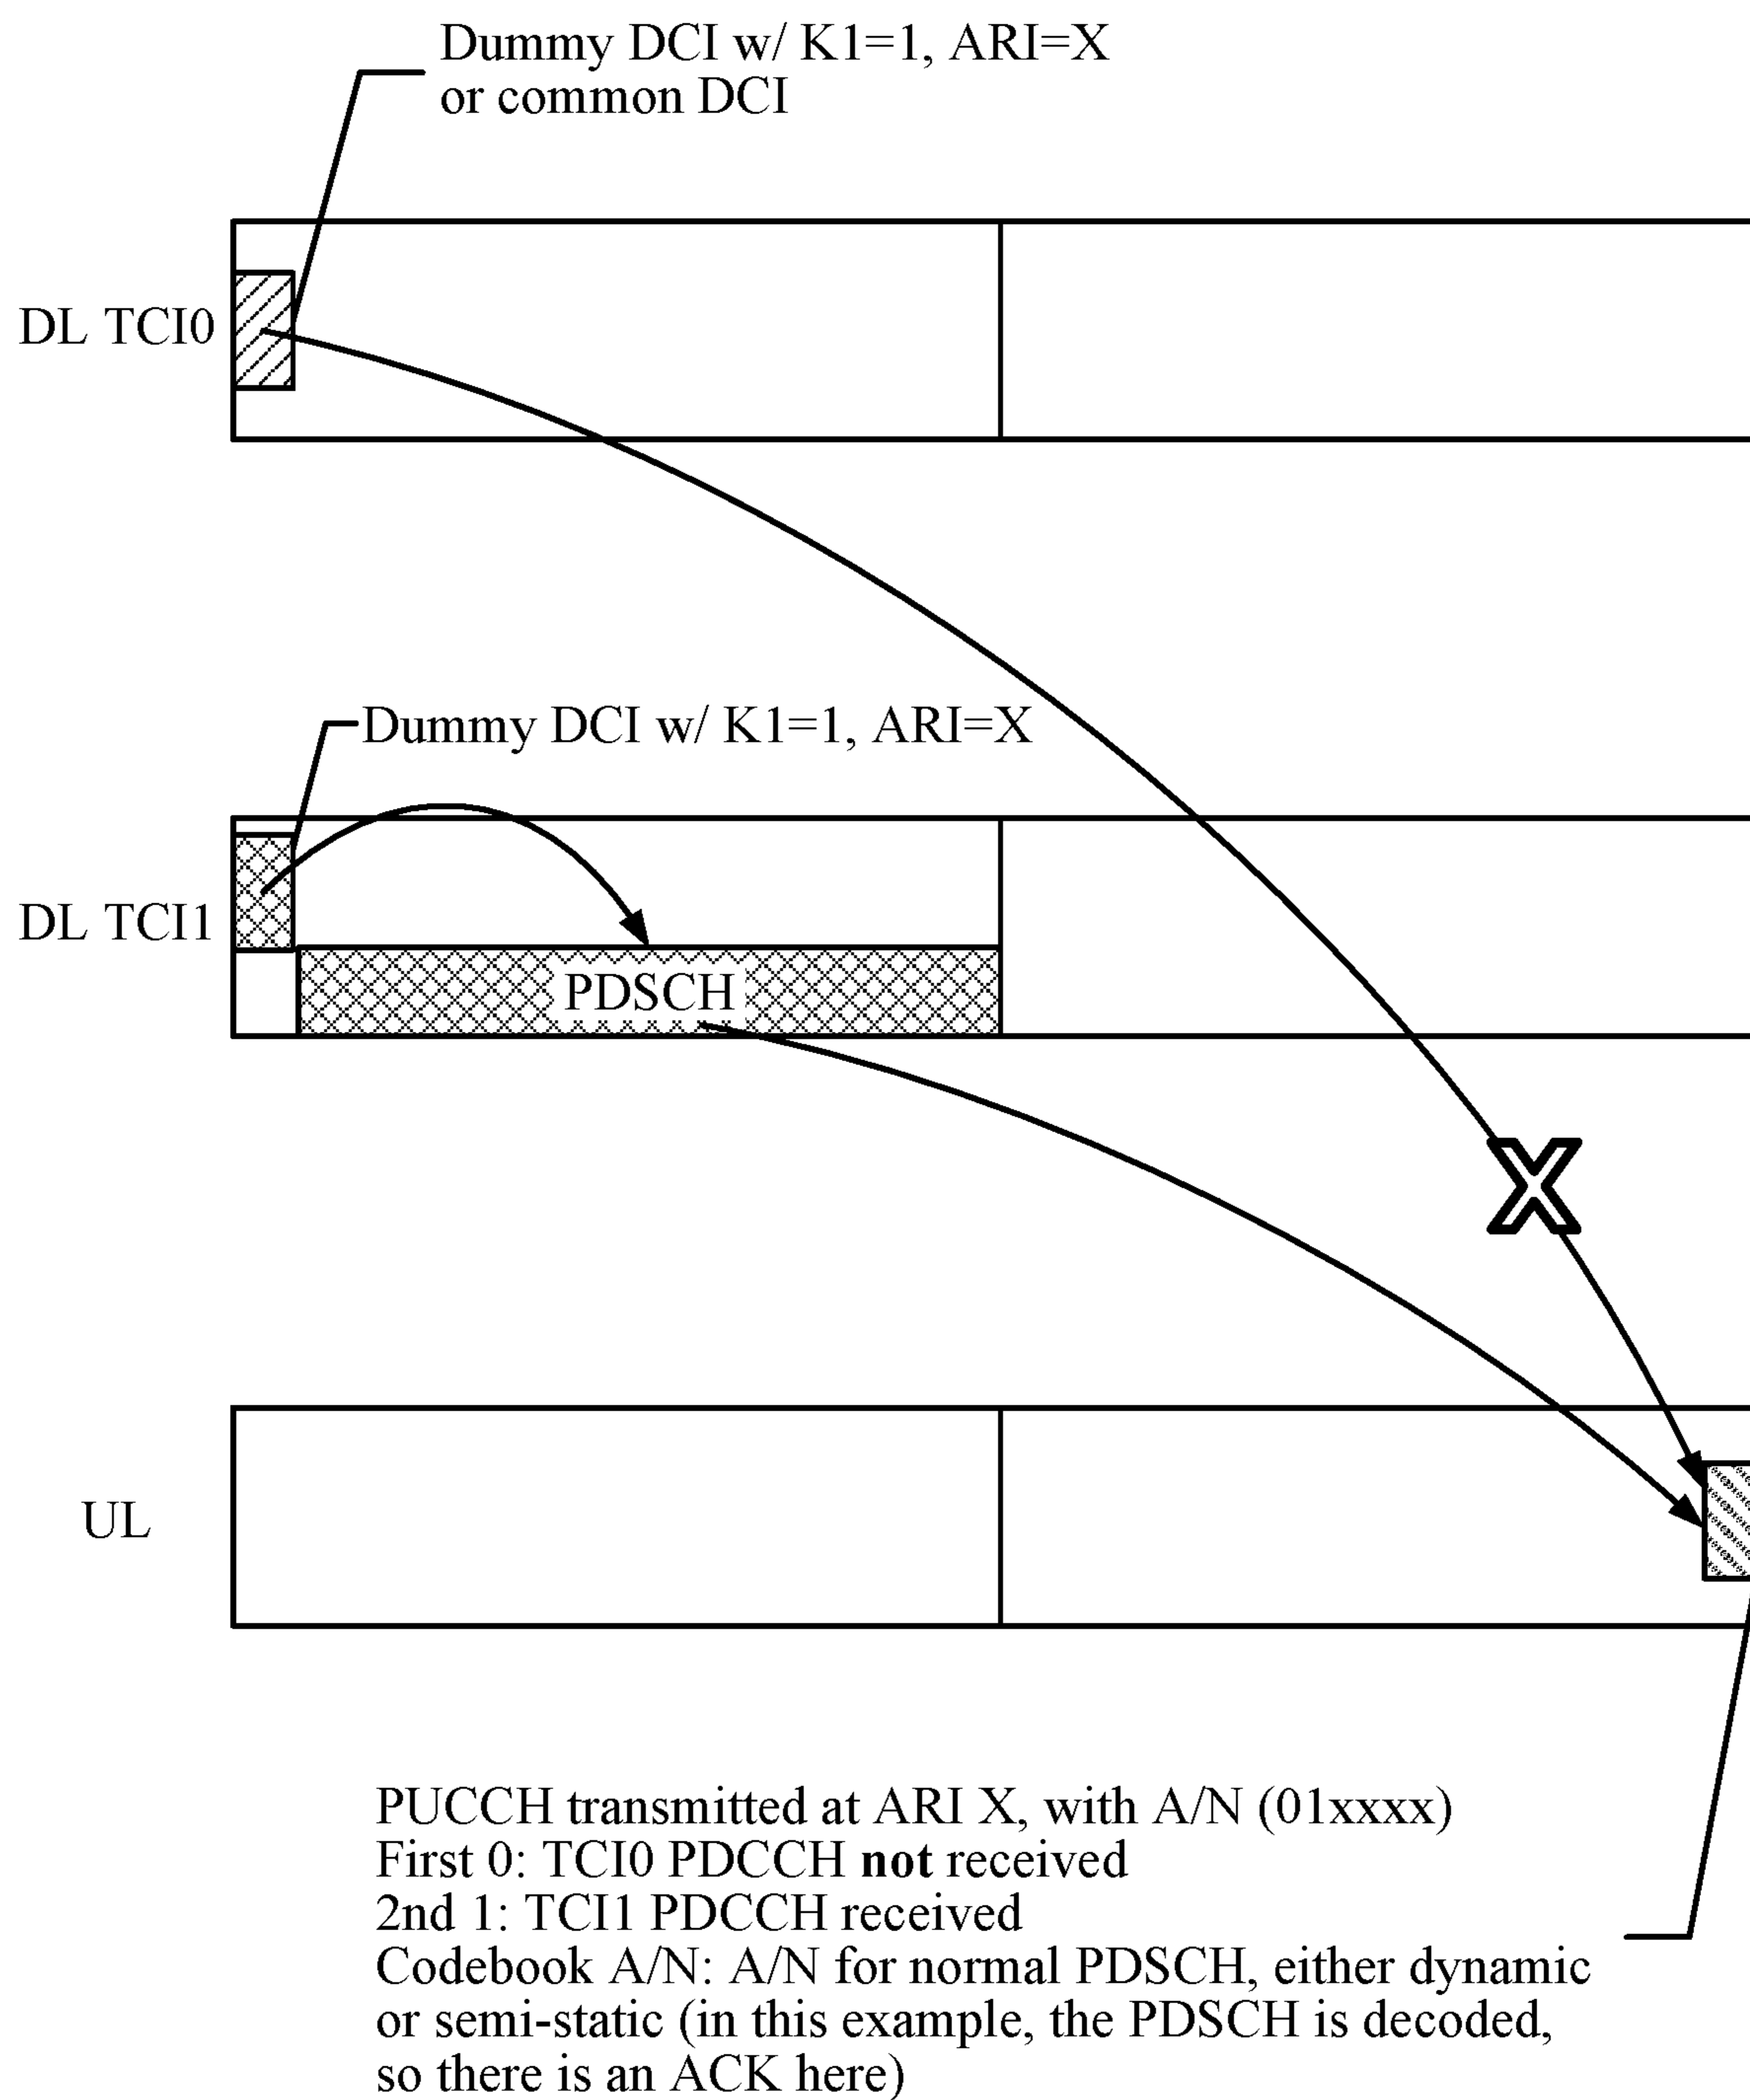 Dummy DCI w/ K1=1, ARI=X
or common DCI
DL TCI0
Dummy DCI w/ K1=1, ARI=X
DL TCI1
PDSCH
X
UL
PUCCH transmitted at ARI X, with A/N (01xxxx)
First 0: TCI0 PDCCH not received
2nd 1: TCI1 PDCCH received
Codebook A/N: A/N for normal PDSCH, either dynamic
or semi-static (in this example, the PDSCH is decoded,
so there is an ACK here)